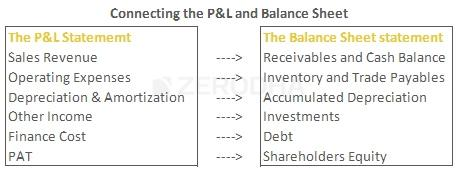 Connecting the P&L and Balance Sheet
The P&L Statememt The Balance Sheet statement
Sales Revenue ----> Receivables and Cash Balance
Operating Expenses ----> Inventory and Trade Payables
Depreciation & Amortization ----> Accumulated Depreciation
Other Income ----> Investments
Finance Cost ----> Debt
PAT ----> Shareholders Equity
ZERODHA